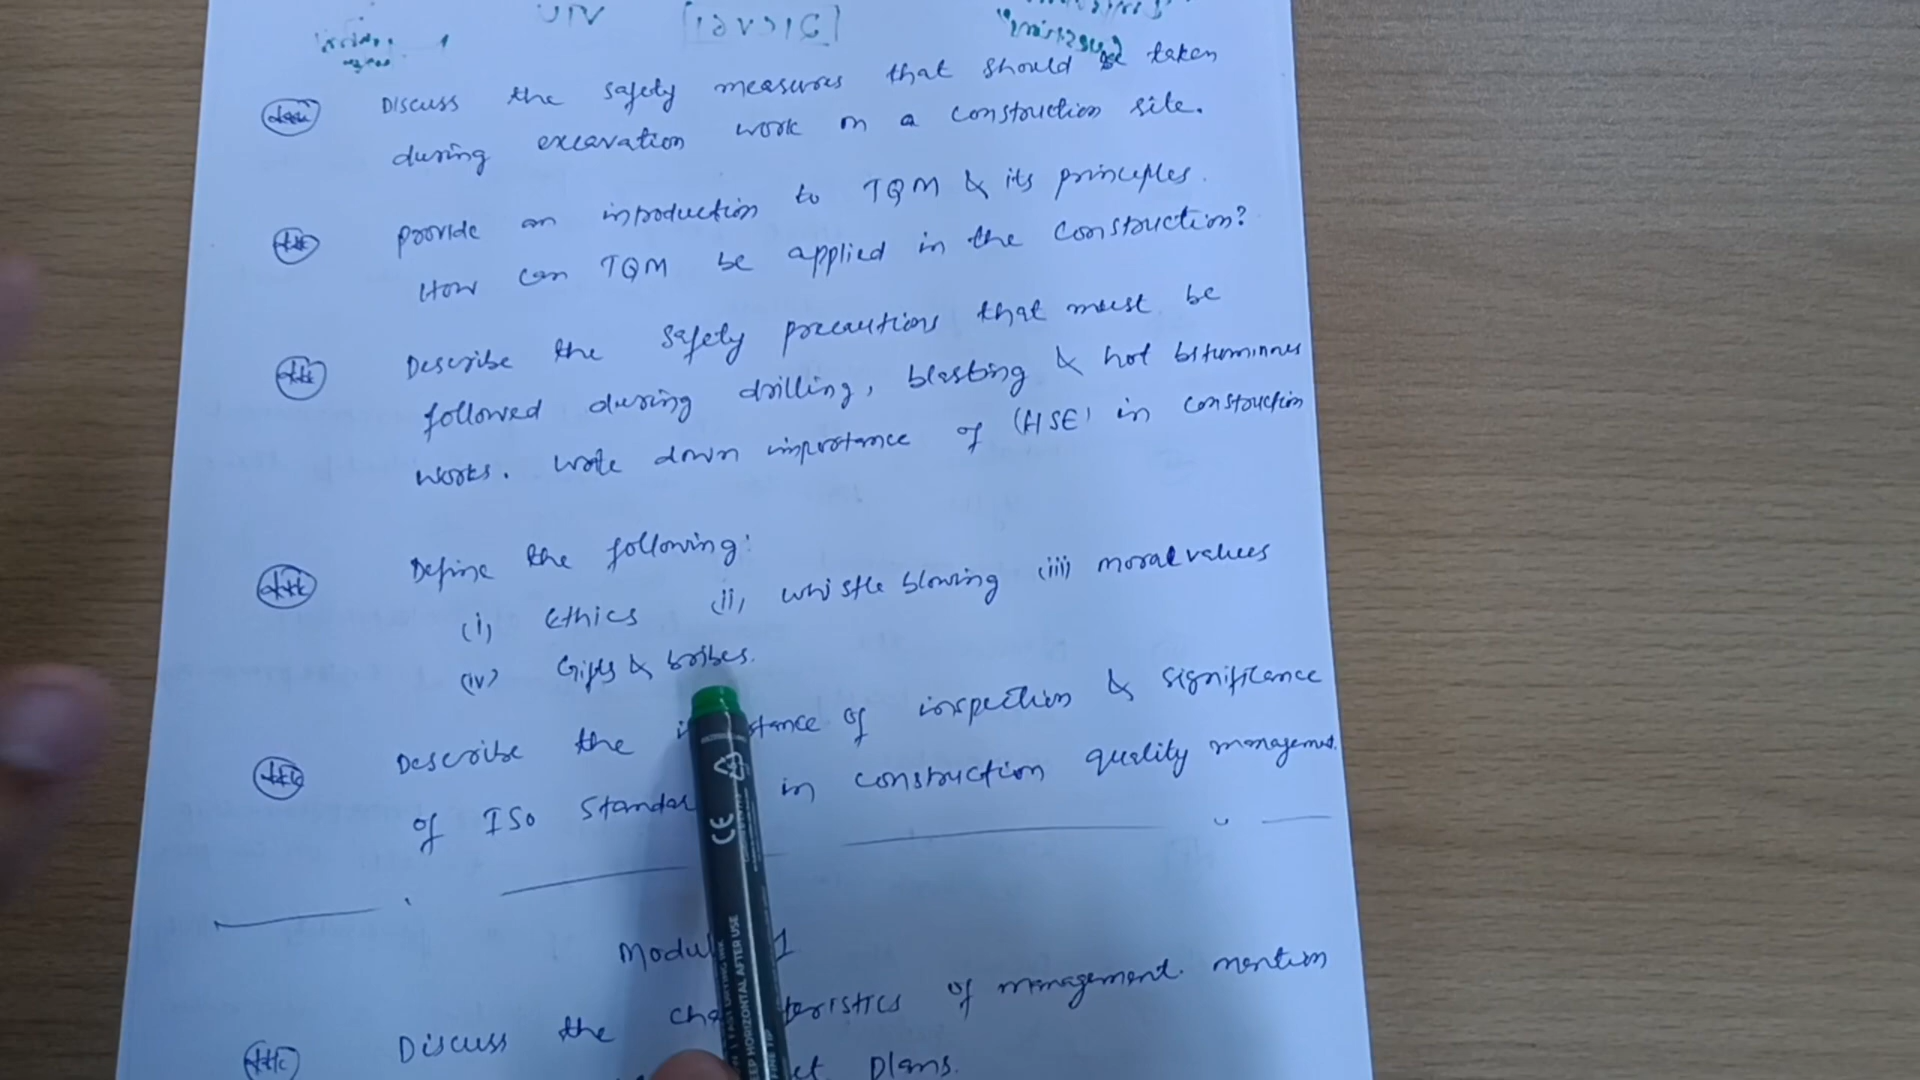 Discuss the safety measures that should be taken
during excavation work on a construction site.
provide an introduction to TQM & its principles.
How can TQM be applied in the construction?
Describe the safety precautions that must be
followed during drilling, blasting & hot bituminous
works. write down importance of (HSE) in construction
Define the following:
(i) Ethics (ii) whistle blowing (iii) moral values
(iv) Gifts & bribes.
Describe the of inspection & significance
of ISO in construction quality management.
Modul 1
Discuss the of management. mention
plans.
CE